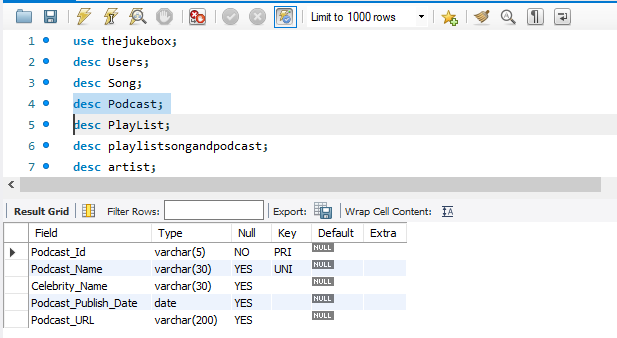 Limit to 1000 rows
1 use thejukebox;
2 desc Users;
3 desc Song;
4 desc Podcast;
5 desc PlayList;
6 desc playlistsongandpodcast;
7 desc artist;
Result Grid Filter Rows: Export: Wrap Cell Content:
Field Type Null Key Default Extra
Podcast_Id varchar(5) NO PRI NULL
Podcast_Name varchar(30) YES UNI NULL
Celebrity_Name varchar(30) YES NULL
Podcast_Publish_Date date YES NULL
Podcast_URL varchar(200) YES NULL